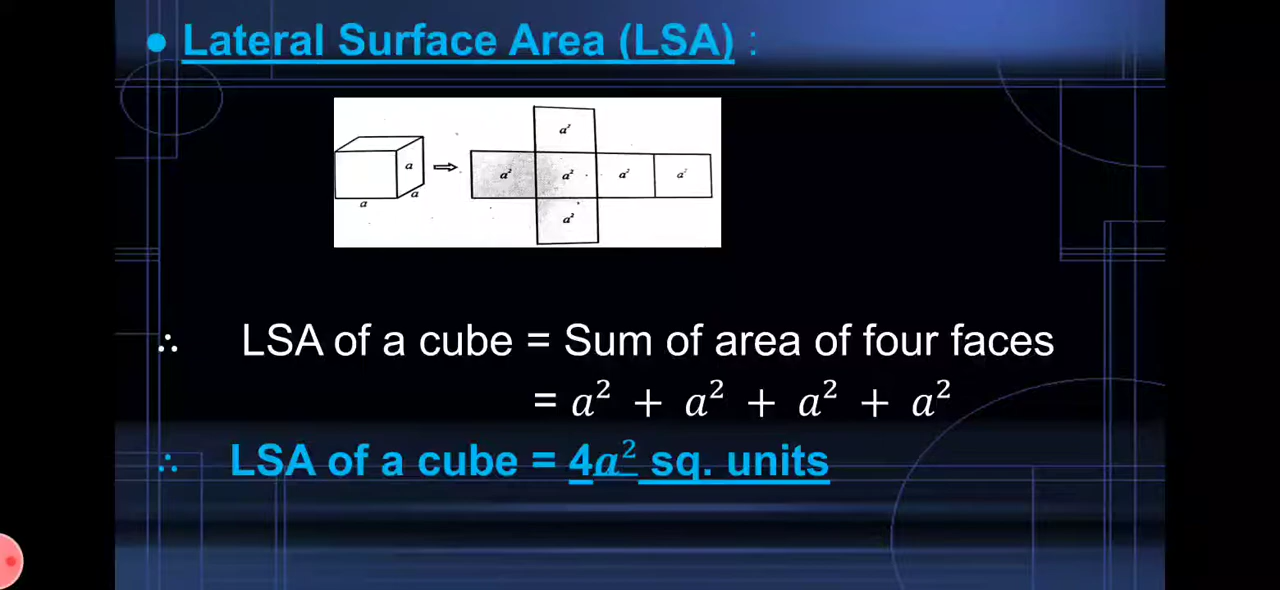 • Lateral Surface Area (LSA) :
a²
a a² a² a² a²
a
a
a²
∴ LSA of a cube = Sum of area of four faces
= a² + a² + a² + a²
∴ LSA of a cube = 4a² sq. units